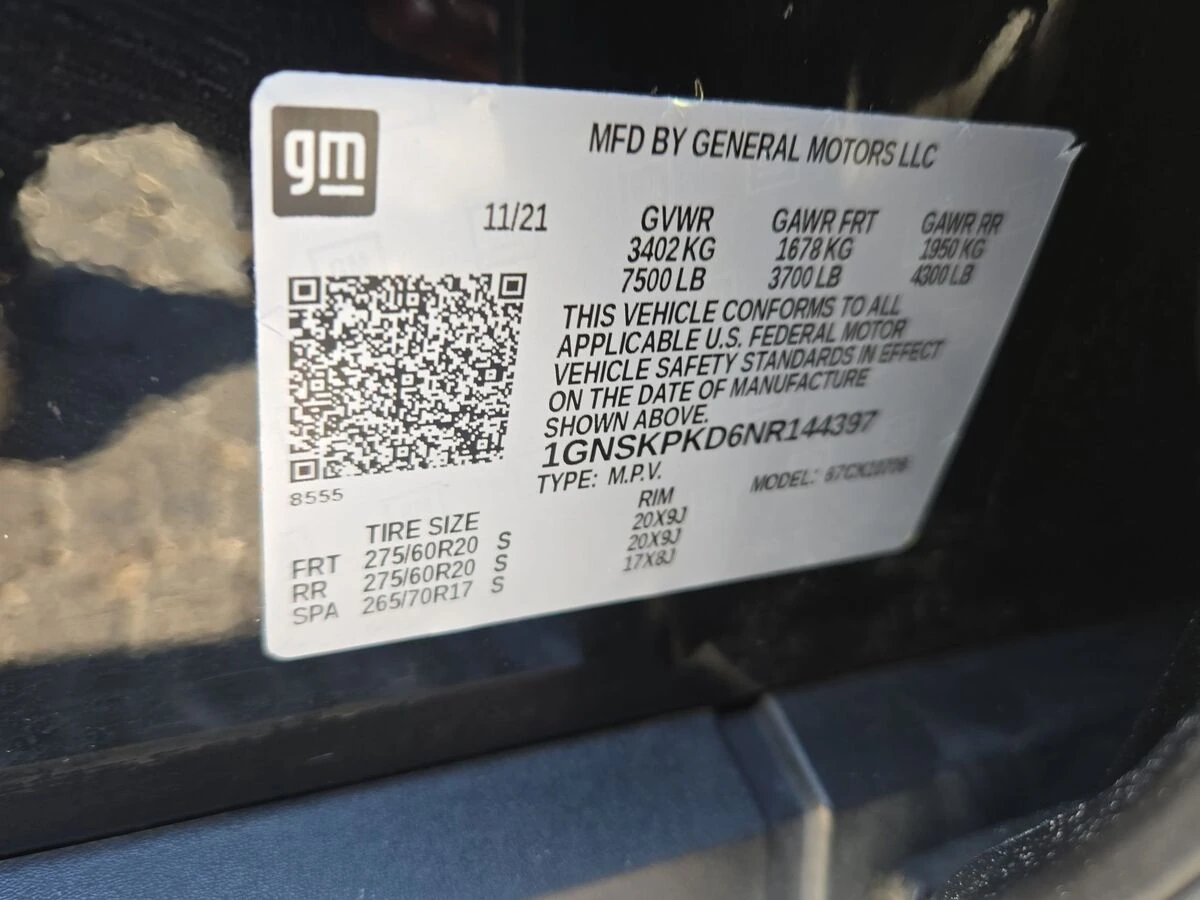 gm
MFD BY GENERAL MOTORS LLC
11/21 GVWR GAWR FRT GAWR RR
3402 KG 1678 KG 1950 KG
7500 LB 3700 LB 4300 LB
THIS VEHICLE CONFORMS TO ALL
APPLICABLE U.S. FEDERAL MOTOR
VEHICLE SAFETY STANDARDS IN EFFECT
ON THE DATE OF MANUFACTURE
SHOWN ABOVE.
1GNSKPKD6NR144397
TYPE: M.P.V. MODEL:
8555
TIRE SIZE RIM
FRT 275/60R20 S 20X9J
RR 275/60R20 S 20X9J
SPA 265/70R17 S 17X8J